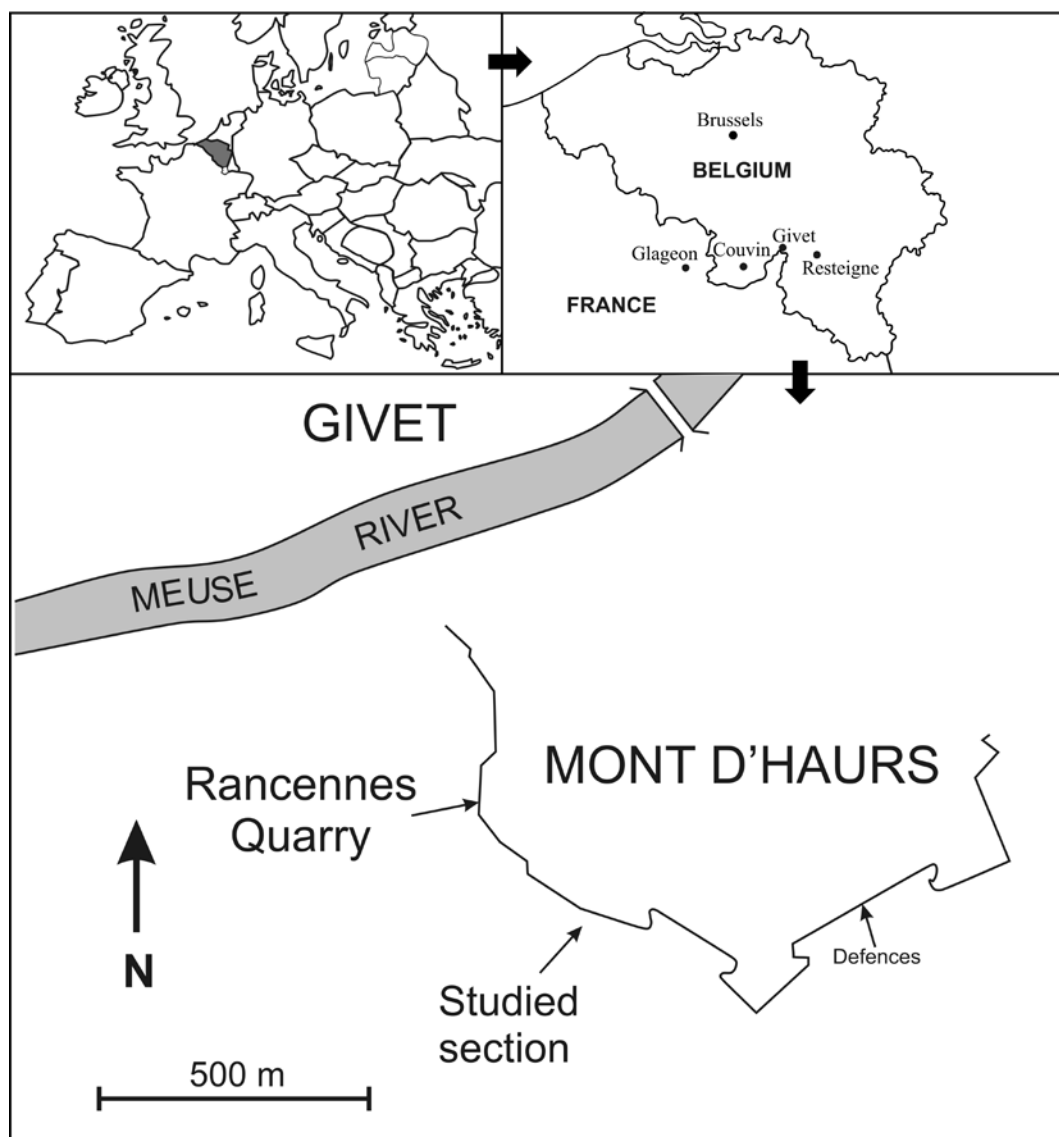 Brussels
BELGIUM
Givet
Glageon
Couvin
Resteigne
FRANCE
GIVET
MEUSE
RIVER
MONT D'HAURS
Rancennes
Quarry
Defences
N
Studied
section
500 m